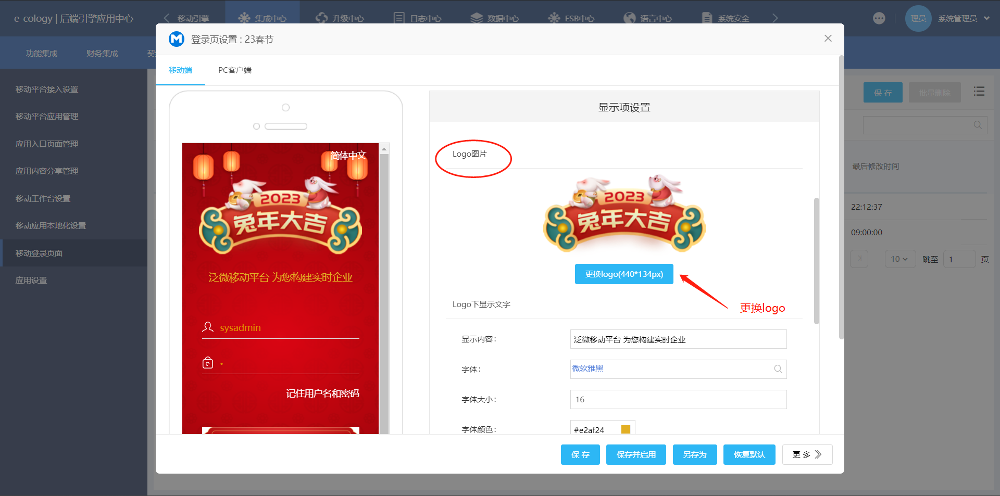 e-cology | 后端引擎应用中心
移动引擎
集成中心
升级中心
日志中心
数据中心
ESB中心
语言中心
系统安全
理员
系统管理员
功能集成
财务集成
登录页设置 : 23春节
移动端
PC客户端
移动平台接入设置
移动平台应用管理
应用入口页面管理
应用内容分享管理
移动工作台设置
移动应用本地化设置
移动登录页面
应用设置
简体中文
2023
兔年大吉
泛微移动平台 为您构建实时企业
sysadmin
记住用户名和密码
显示项设置
Logo图片
2023
兔年大吉
更换logo(440*134px)
更换logo
Logo下显示文字
显示内容:
泛微移动平台 为您构建实时企业
字体:
微软雅黑
字体大小:
16
字体颜色:
#e2af24
保 存
保存并启用
另存为
恢复默认
更 多
保 存
批量删除
最后修改时间
22:12:37
09:00:00
10
跳至
1
页